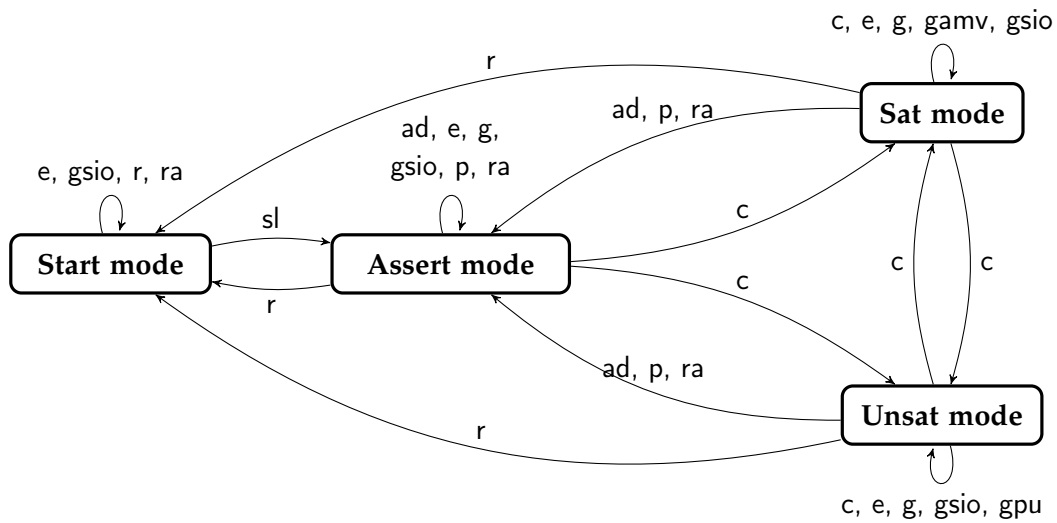 c, e, g, gamv, gsio
r
Sat mode
ad, p, ra
ad, e, g,
gsio, p, ra
e, gsio, r, ra
sl
c
Start mode
Assert mode
c
c
r
c
ad, p, ra
Unsat mode
r
c, e, g, gsio, gpu